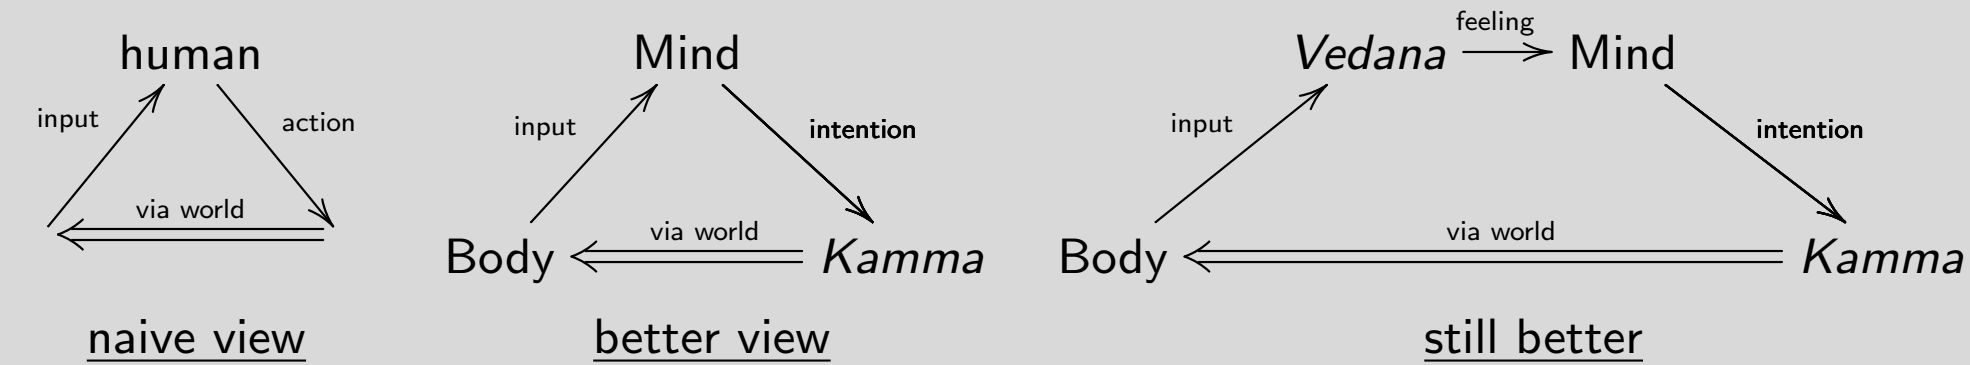 feeling
human
Mind
Vedana
Mind
input
action
input
intention
input
intention
via world
via world
via world
Body
Kamma
Body
Kamma
naive view
better view
still better